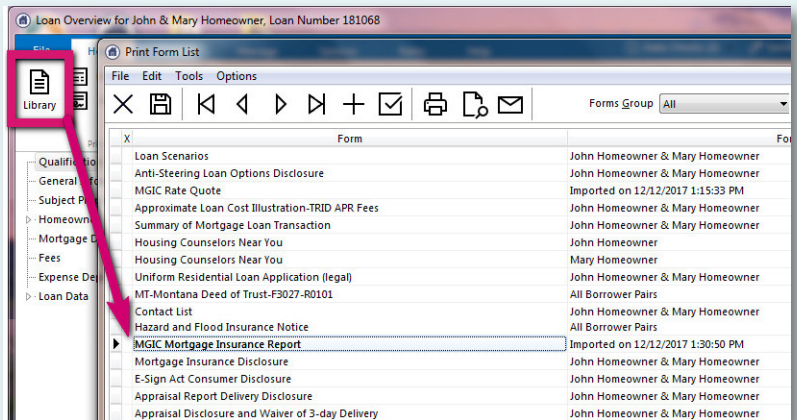 Loan Overview for John & Mary Homeowner, Loan Number 181068
File
Print Form List
File Edit Tools Options
Library
Forms Group All
X Form
Loan Scenarios John Homeowner & Mary Homeowner
Anti-Steering Loan Options Disclosure John Homeowner & Mary Homeowner
MGIC Rate Quote Imported on 12/12/2017 1:15:33 PM
Approximate Loan Cost Illustration-TRID APR Fees John Homeowner & Mary Homeowner
Summary of Mortgage Loan Transaction John Homeowner & Mary Homeowner
Housing Counselors Near You John Homeowner
Housing Counselors Near You Mary Homeowner
Uniform Residential Loan Application (legal) John Homeowner & Mary Homeowner
MT-Montana Deed of Trust-F3027-R0101 All Borrower Pairs
Contact List John Homeowner & Mary Homeowner
Hazard and Flood Insurance Notice All Borrower Pairs
MGIC Mortgage Insurance Report Imported on 12/12/2017 1:30:50 PM
Mortgage Insurance Disclosure John Homeowner & Mary Homeowner
E-Sign Act Consumer Disclosure John Homeowner & Mary Homeowner
Appraisal Report Delivery Disclosure John Homeowner & Mary Homeowner
Appraisal Disclosure and Waiver of 3-day Delivery John Homeowner & Mary Homeowner
General
Subject
Mortgage
Fees
Expense
Loan Data